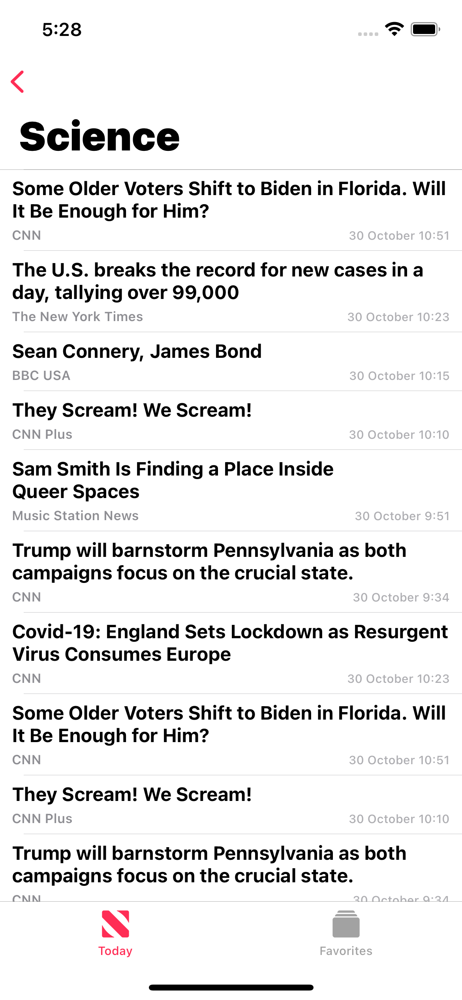 5:28
Science
Some Older Voters Shift to Biden in Florida. Will
It Be Enough for Him?
CNN
30 October 10:51
The U.S. breaks the record for new cases in a
day, tallying over 99,000
The New York Times
30 October 10:23
Sean Connery, James Bond
BBC USA
30 October 10:15
They Scream! We Scream!
CNN Plus
30 October 10:10
Sam Smith Is Finding a Place Inside
Queer Spaces
Music Station News
30 October 9:51
Trump will barnstorm Pennsylvania as both
campaigns focus on the crucial state.
CNN
30 October 9:34
Covid-19: England Sets Lockdown as Resurgent
Virus Consumes Europe
CNN
30 October 10:23
Some Older Voters Shift to Biden in Florida. Will
It Be Enough for Him?
CNN
30 October 10:51
They Scream! We Scream!
CNN Plus
30 October 10:10
Trump will barnstorm Pennsylvania as both
campaigns focus on the crucial state.
CNN
30 October 9:34
Today
Favorites